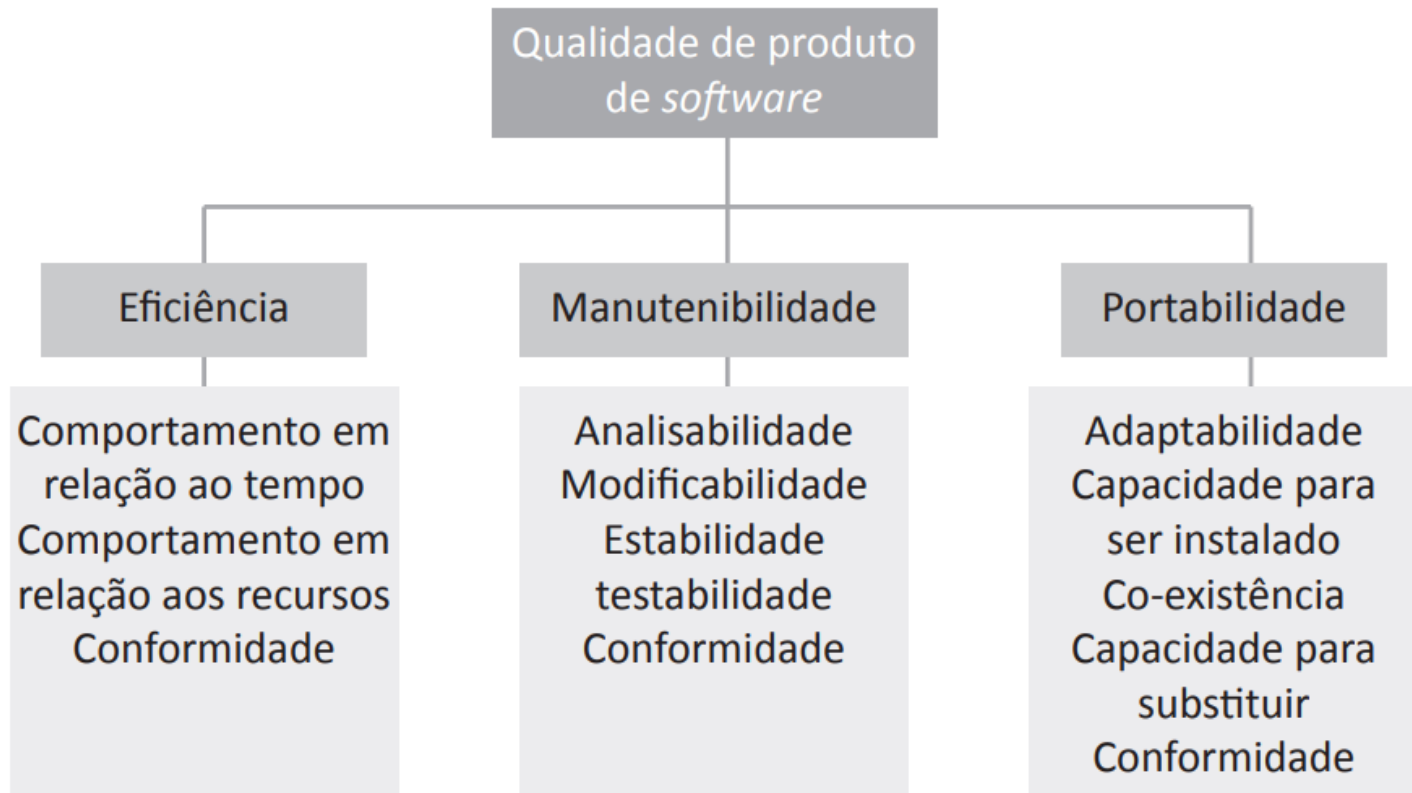 Qualidade de produto
de software
Eficiência
Manutenibilidade
Portabilidade
Comportamento em
relação ao tempo
Comportamento em
relação aos recursos
Conformidade
Analisabilidade
Modificabilidade
Estabilidade
testabilidade
Conformidade
Adaptabilidade
Capacidade para
ser instalado
Co-existência
Capacidade para
substituir
Conformidade